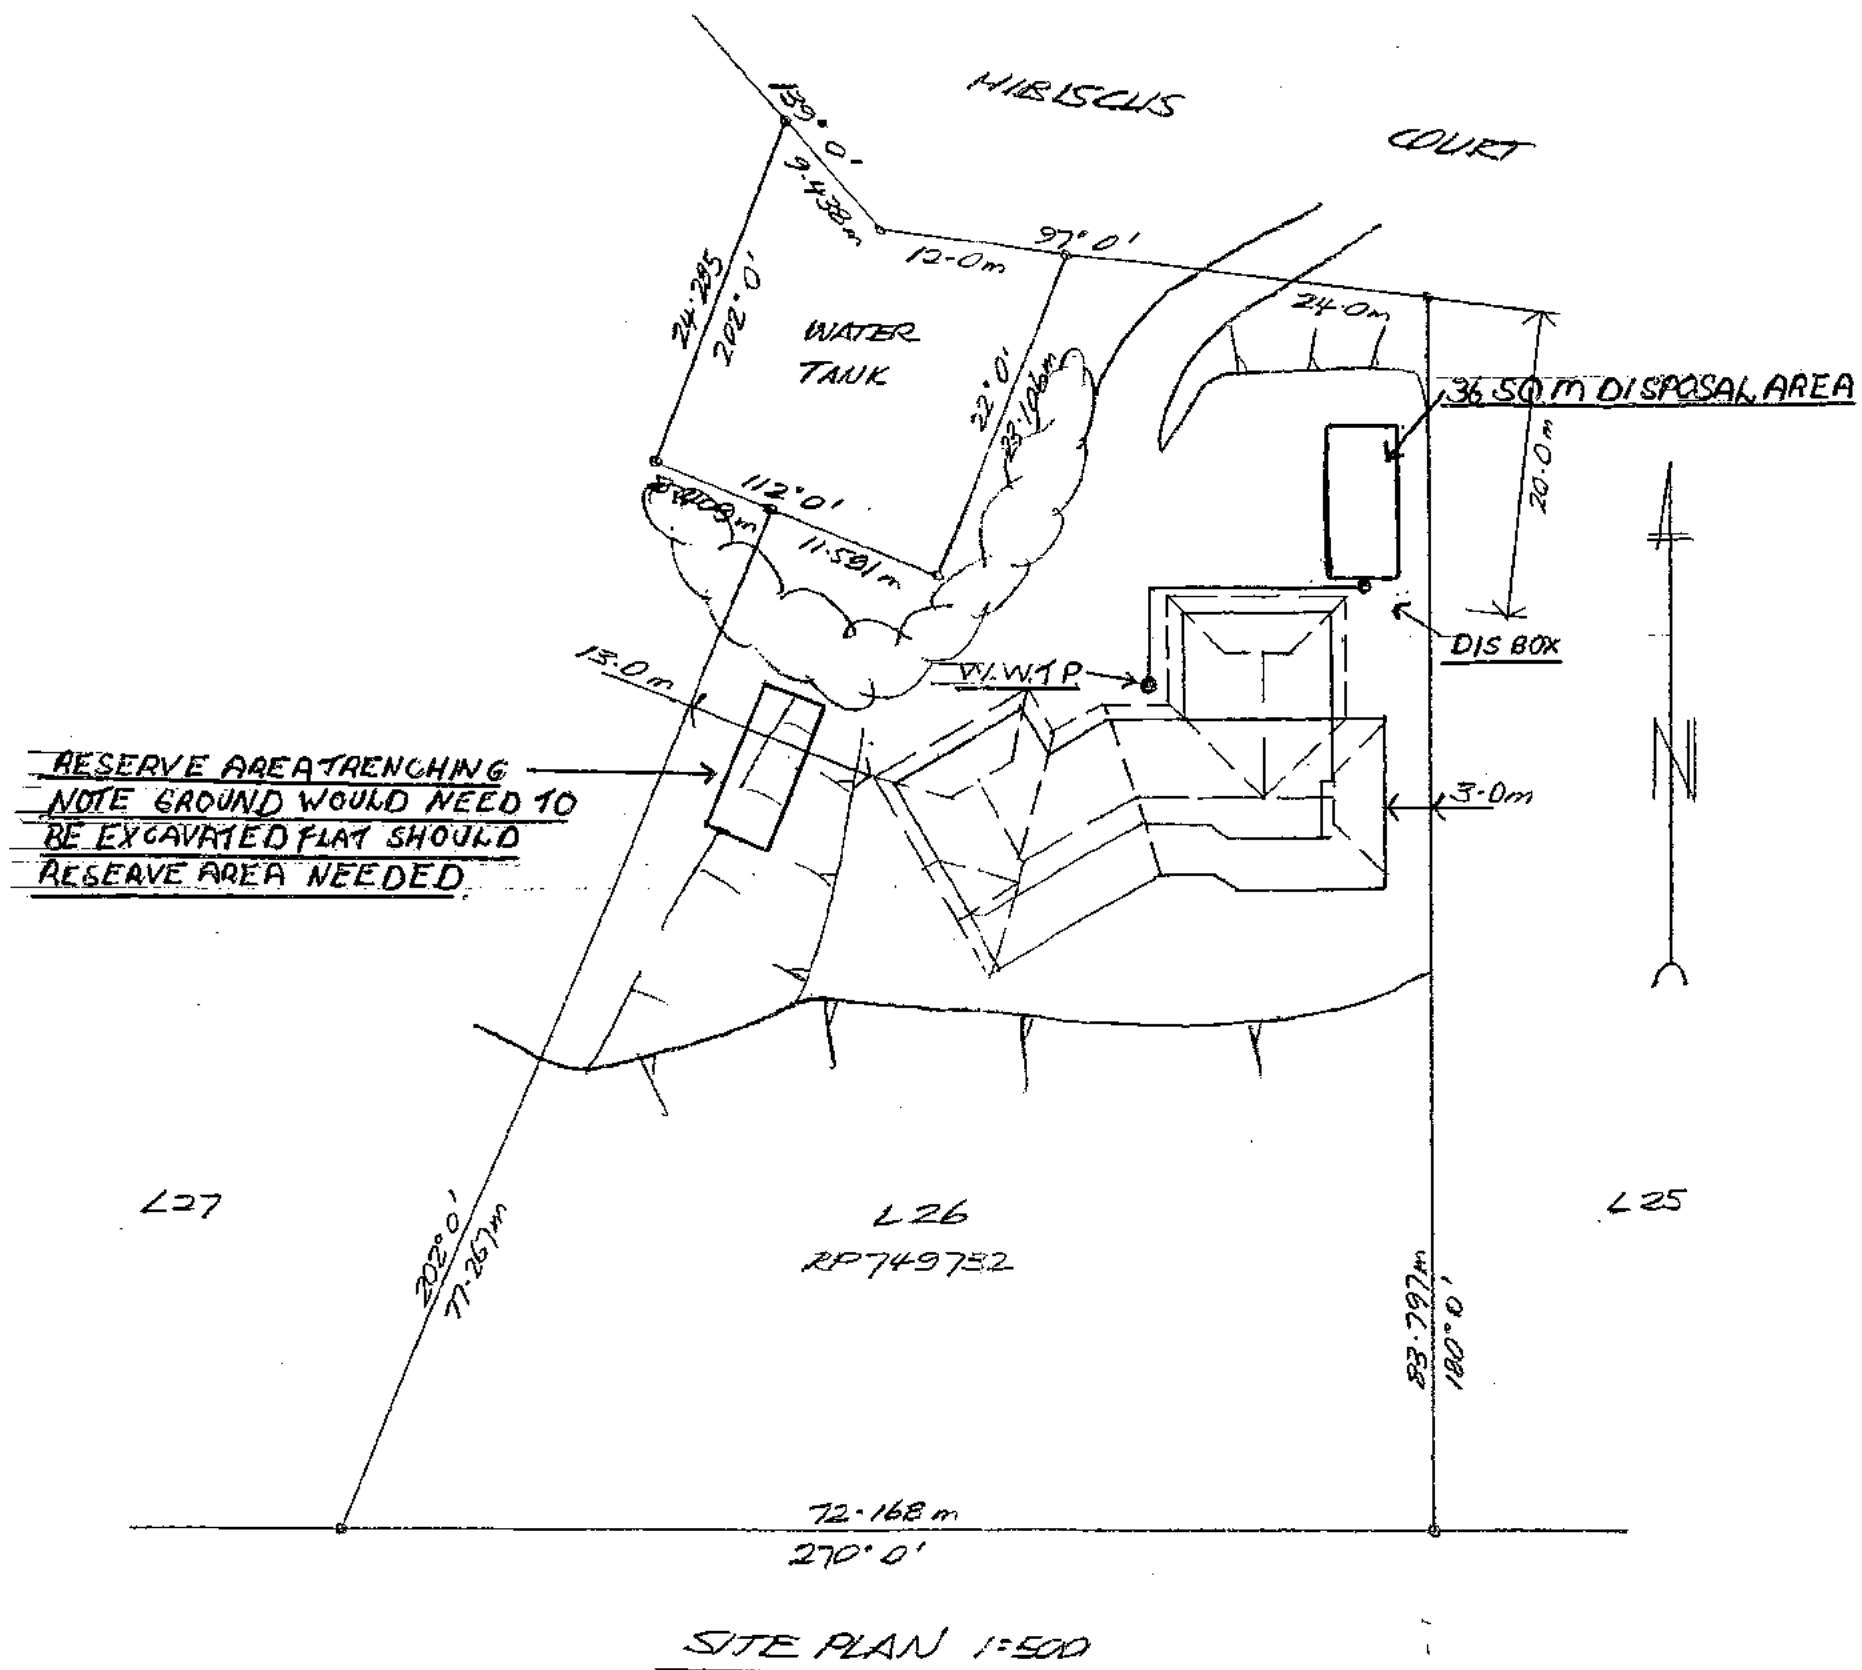 HIBISCUS
COURT
139°0'
9.438m
97°0'
12.0m
24.0m
24.285
202°0'
WATER
TANK
22°0'
23.196m
36 SQ M DISPOSAL AREA
20.0m
112°0'
11.591m
13.0m
W.W.T.P.
DIS BOX
RESERVE AREA TRENCHING
NOTE GROUND WOULD NEED TO
BE EXCAVATED FLAT SHOULD
RESERVE AREA NEEDED.
3.0m
N
L27
L26
RP749732
L25
202°0'
77.267m
83.797m
180°0'
72.168m
270°0'
SITE PLAN 1=500